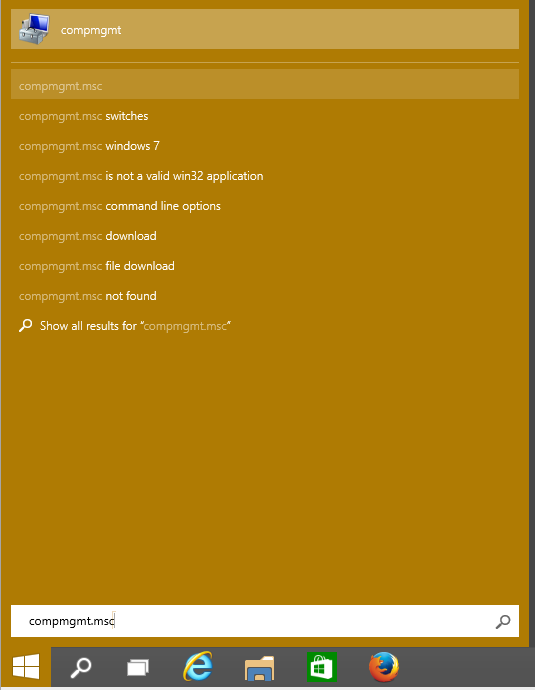 compmgmt
compmgmt.msc
compmgmt.msc switches
compmgmt.msc windows 7
compmgmt.msc is not a valid win32 application
compmgmt.msc command line options
compmgmt.msc download
compmgmt.msc file download
compmgmt.msc not found
Show all results for “compmgmt.msc”
compmgmt.msc